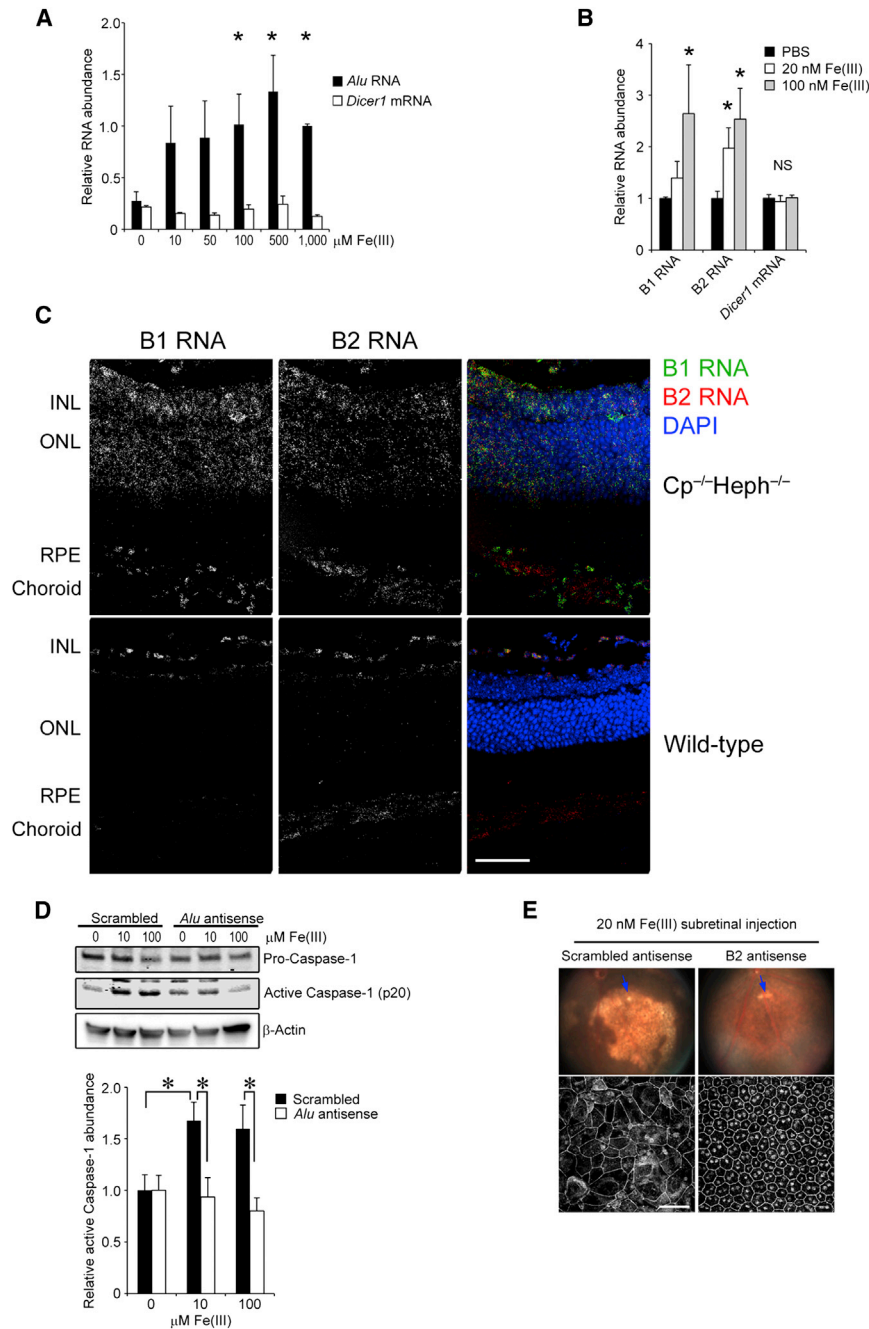 A
2.0
1.5
1.0
0.5
0
Relative RNA abundance
* * *
Alu RNA
Dicer1 mRNA
0 10 50 100 500 1,000 μM Fe(III)
B
4
3
2
1
0
Relative RNA abundance
* * *
NS
PBS
20 nM Fe(III)
100 nM Fe(III)
B1 RNA B2 RNA Dicer1 mRNA
C
B1 RNA B2 RNA
B1 RNA
B2 RNA
DAPI
INL
ONL
RPE
Choroid
Cp–/–Heph–/–
INL
ONL
RPE
Choroid
Wild-type
D
Scrambled Alu antisense
0 10 100 0 10 100 μM Fe(III)
Pro-Caspase-1
Active Caspase-1 (p20)
β-Actin
2.0
1.5
1.0
0.5
0
Relative active Caspase-1 abundance
* * *
Scrambled
Alu antisense
0 10 100
μM Fe(III)
E
20 nM Fe(III) subretinal injection
Scrambled antisense B2 antisense